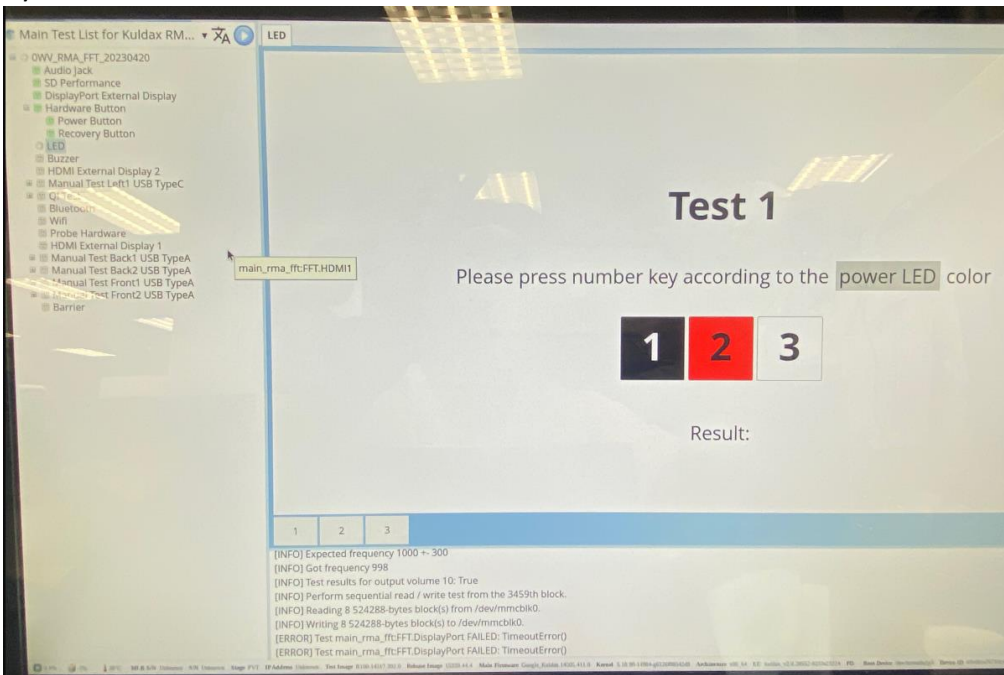 Main Test List for Kuldax RM... LED
OWV_RMA_FFT_20230420
Audio Jack
SD Performance
DisplayPort External Display
Hardware Button
Power Button
Recovery Button
LED
Buzzer
HDMI External Display 2
Manual Test Left1 USB TypeC
Bluetooth
Wifi
Probe Hardware
HDMI External Display 1
Manual Test Back1 USB TypeA
Manual Test Back2 USB TypeA
Manual Test Front1 USB TypeA
Test Front2 USB TypeA
Barrier
main_rma_fft:FFT.HDMI1
Test 1
Please press number key according to the power LED color
1 2 3
Result:
1 2 3
[INFO] Expected frequency 1000 +- 300
[INFO] Got frequency 998
[INFO] Test results for output volume 10: True
[INFO] Perform sequential read / write test from the 3459th block.
[INFO] Reading 8 524288-bytes block(s) from /dev/mmcblk0.
[INFO] Writing 8 524288-bytes block(s) to /dev/mmcblk0.
[ERROR] Test main_rma_fft:FFT.DisplayPort FAILED: TimeoutError()
[ERROR] Test main_rma_fft:FFT.DisplayPort FAILED: TimeoutError()